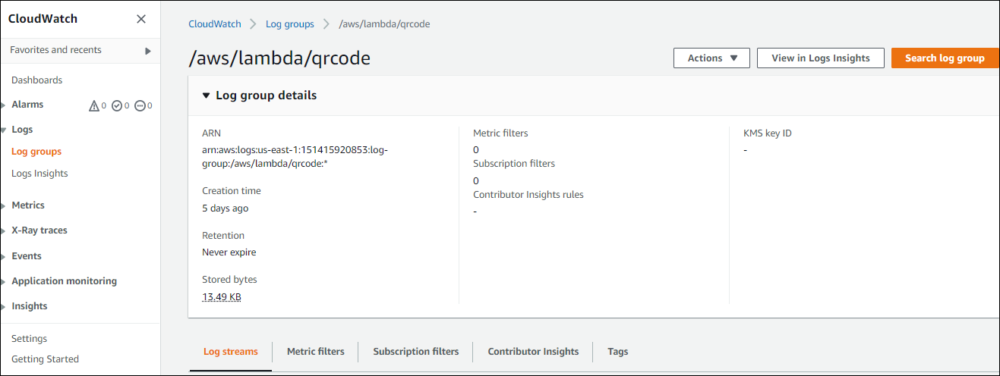 CloudWatch
Favorites and recents
Dashboards
Alarms 0 0 0
Logs
Log groups
Logs Insights
Metrics
X-Ray traces
Events
Application monitoring
Insights
Settings
Getting Started
CloudWatch Log groups /aws/lambda/qrcode
/aws/lambda/qrcode
Actions View in Logs Insights Search log group
Log group details
ARN
arn:aws:logs:us-east-1:151415920853:log-
group:/aws/lambda/qrcode:*
Creation time
5 days ago
Retention
Never expire
Stored bytes
13.49 KB
Metric filters
0
Subscription filters
0
Contributor Insights rules
-
KMS key ID
-
Log streams Metric filters Subscription filters Contributor Insights Tags